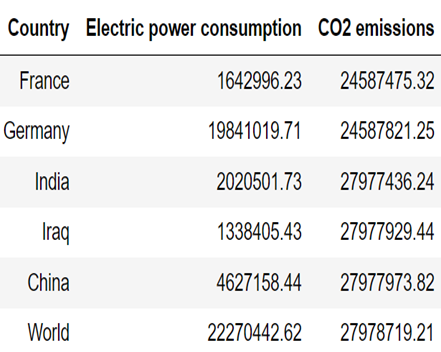 Country Electric power consumption CO2 emissions
France 1642996.23 24587475.32
Germany 19841019.71 24587821.25
India 2020501.73 27977436.24
Iraq 1338405.43 27977929.44
China 4627158.44 27977973.82
World 22270442.62 27978719.21